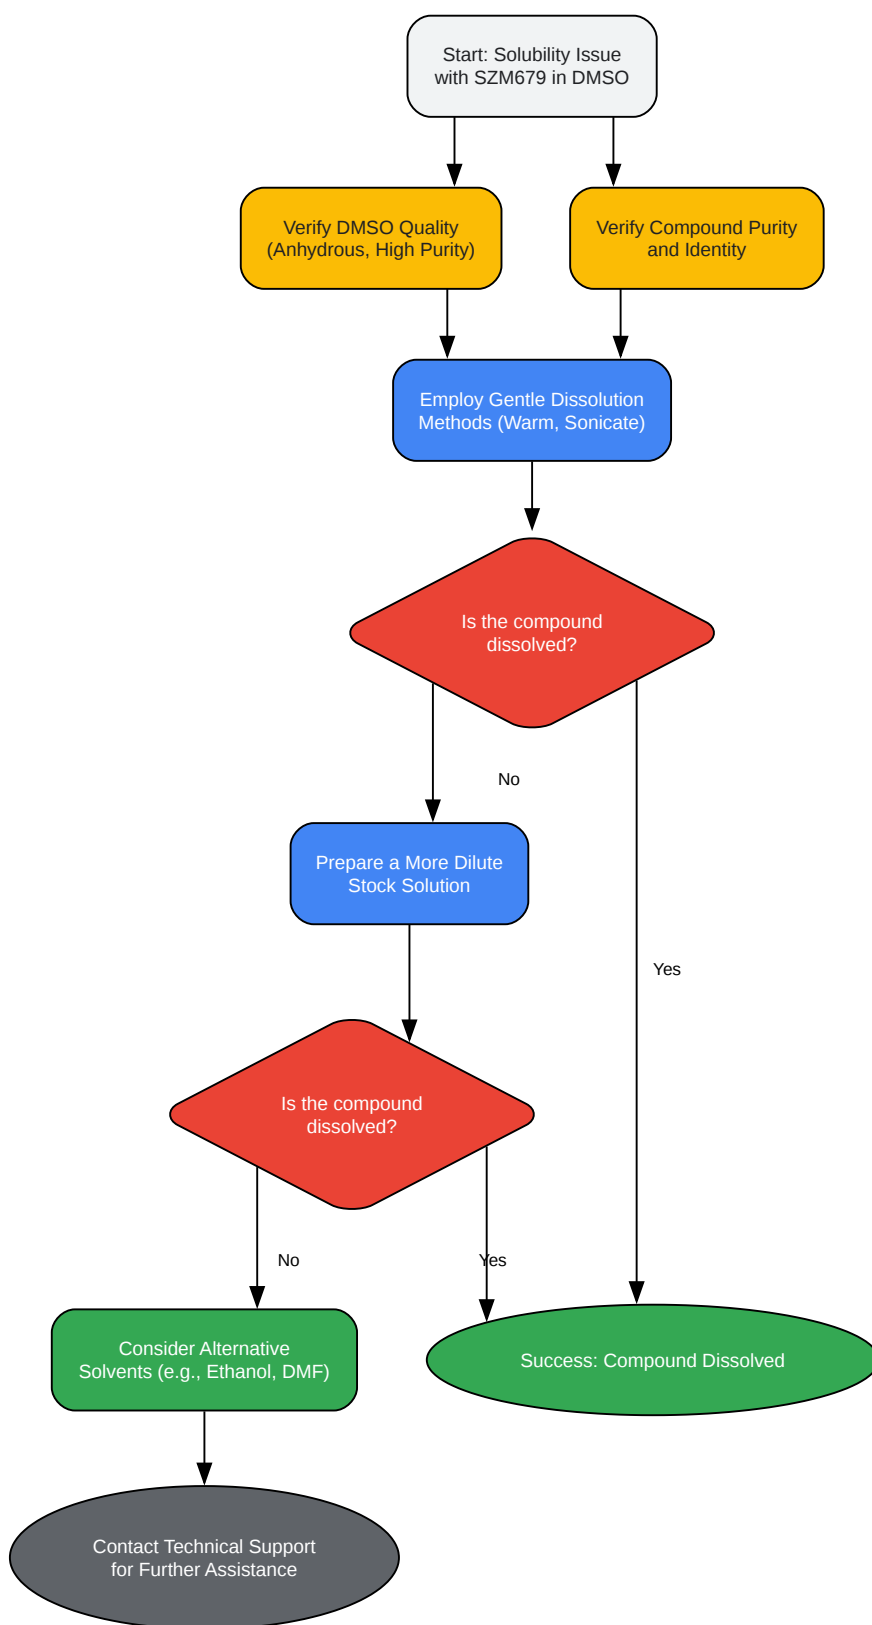 Start: Solubility Issue
with SZM679 in DMSO
Verify DMSO Quality
(Anhydrous, High Purity)
Verify Compound Purity
and Identity
Employ Gentle Dissolution
Methods (Warm, Sonicate)
Is the compound
dissolved?
No
Prepare a More Dilute
Stock Solution
Yes
Is the compound
dissolved?
No
Yes
Consider Alternative
Solvents (e.g., Ethanol, DMF)
Success: Compound Dissolved
Contact Technical Support
for Further Assistance